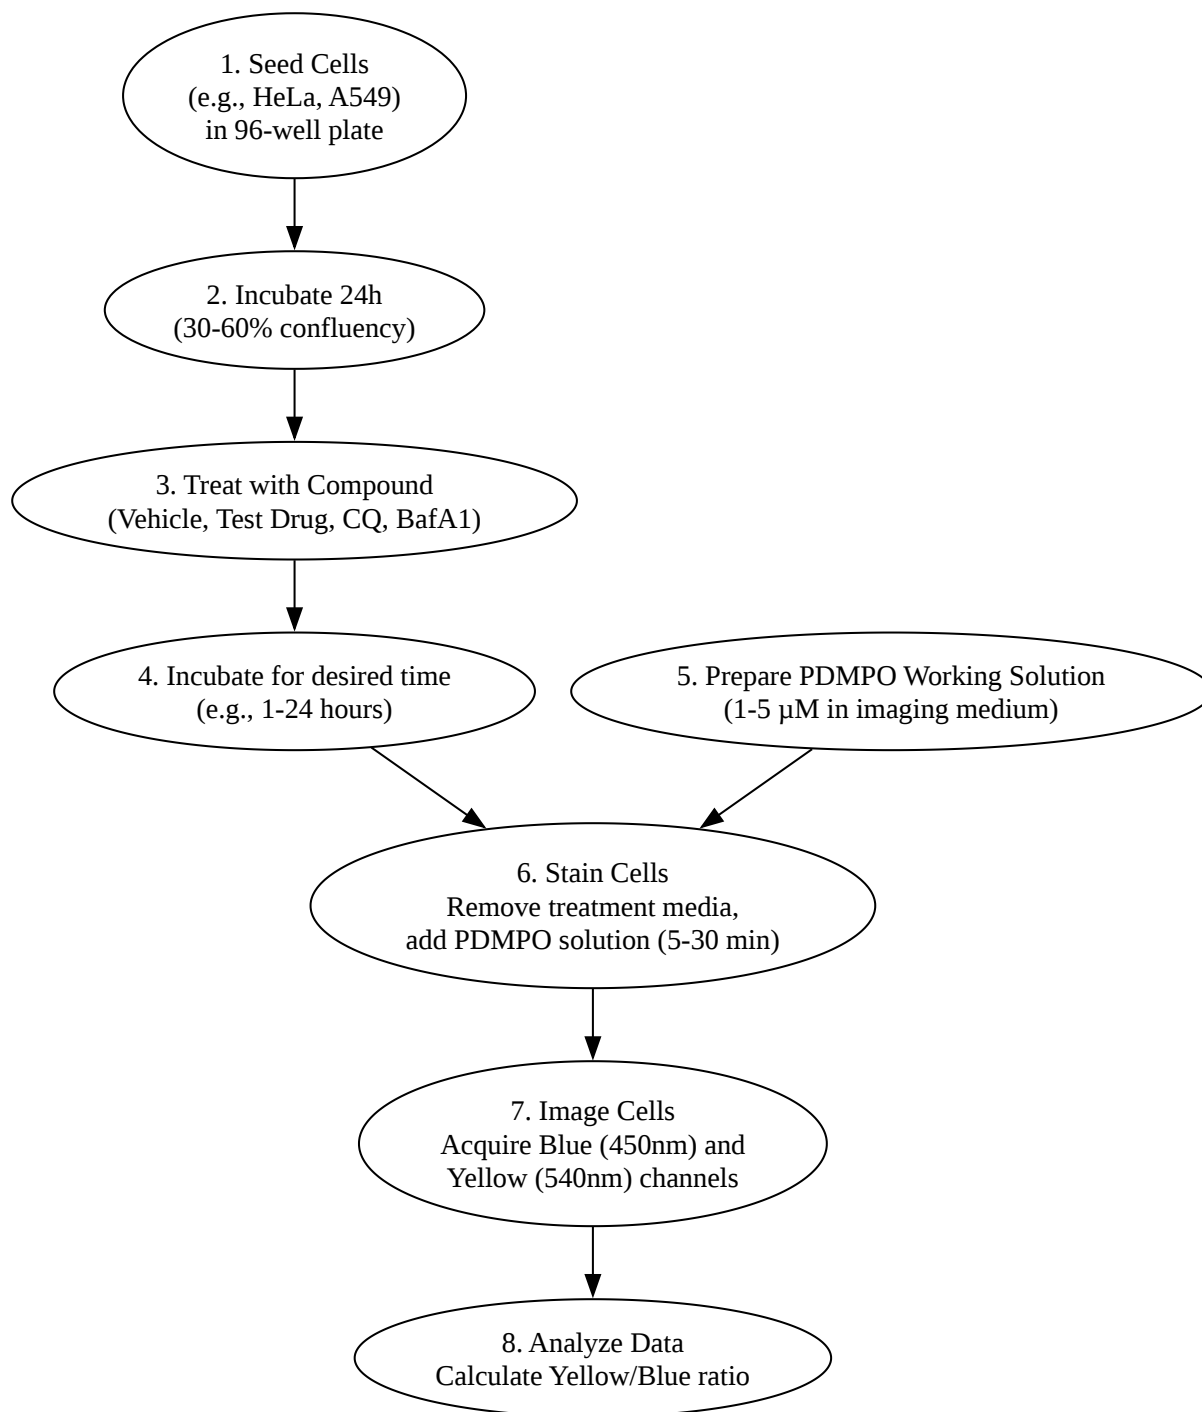 1. Seed Cells
(e.g., HeLa, A549)
in 96-well plate
2. Incubate 24h
(30-60% confluency)
3. Treat with Compound
(Vehicle, Test Drug, CQ, BafA1)
4. Incubate for desired time
(e.g., 1-24 hours)
5. Prepare PDMPO Working Solution
(1-5 µM in imaging medium)
6. Stain Cells
Remove treatment media,
add PDMPO solution (5-30 min)
7. Image Cells
Acquire Blue (450nm) and
Yellow (540nm) channels
8. Analyze Data
Calculate Yellow/Blue ratio